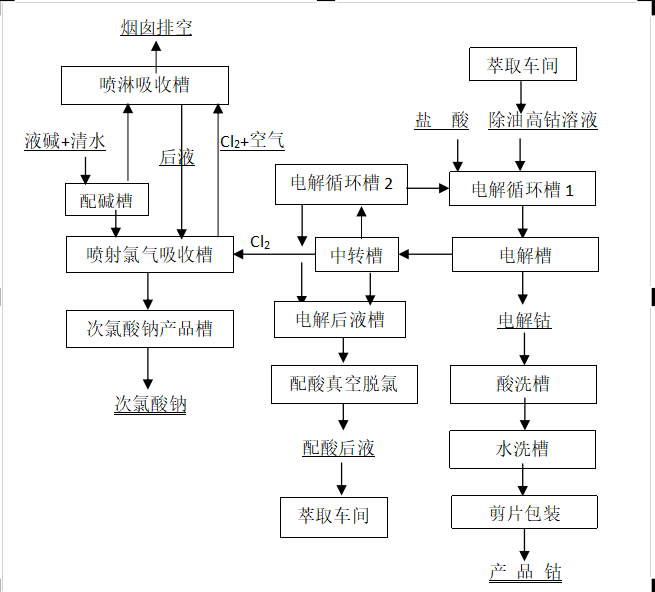 烟囱排空
喷淋吸收槽
萃取车间
液碱+清水
后液
Cl₂+空气
盐 酸
除油高钴溶液
配碱槽
电解循环槽 2
电解循环槽 1
喷射氯气吸收槽
Cl₂
中转槽
电解槽
次氯酸钠产品槽
电解后液槽
电解钴
次氯酸钠
配酸真空脱氯
酸洗槽
配酸后液
水洗槽
萃取车间
剪片包装
产 品 钴